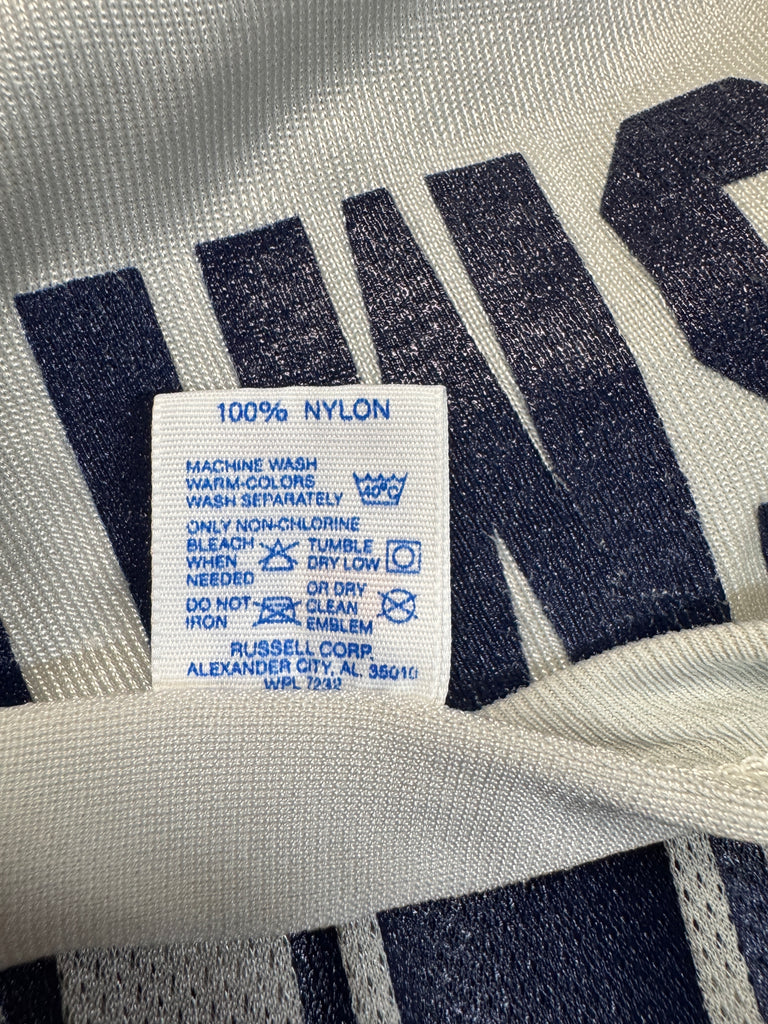 WS
100% NYLON
MACHINE WASH
WARM-COLORS
WASH SEPARATELY 40°C
ONLY NON-CHLORINE
BLEACH TUMBLE
WHEN DRY LOW
NEEDED OR DRY
DO NOT CLEAN
IRON EMBLEM
RUSSELL CORP.
ALEXANDER CITY, AL. 35010
WPL 7232